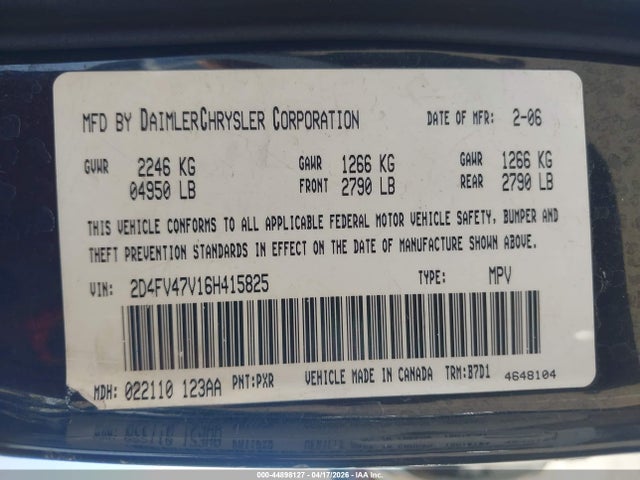 MFD BY DAIMLERCHRYSLER CORPORATION DATE OF MFR: 2-06
GVWR 2246 KG GAWR 1266 KG GAWR 1266 KG
04950 LB FRONT 2790 LB REAR 2790 LB
THIS VEHICLE CONFORMS TO ALL APPLICABLE FEDERAL MOTOR VEHICLE SAFETY, BUMPER AND
THEFT PREVENTION STANDARDS IN EFFECT ON THE DATE OF MANUFACTURE SHOWN ABOVE.
VIN: 2D4FV47V16H415825 TYPE: MPV
MDH: 022110 123AA PNT:PXR VEHICLE MADE IN CANADA TRM:B7D1 4648104
000-44898127 - 04/17/2026 - © IAA, Inc.